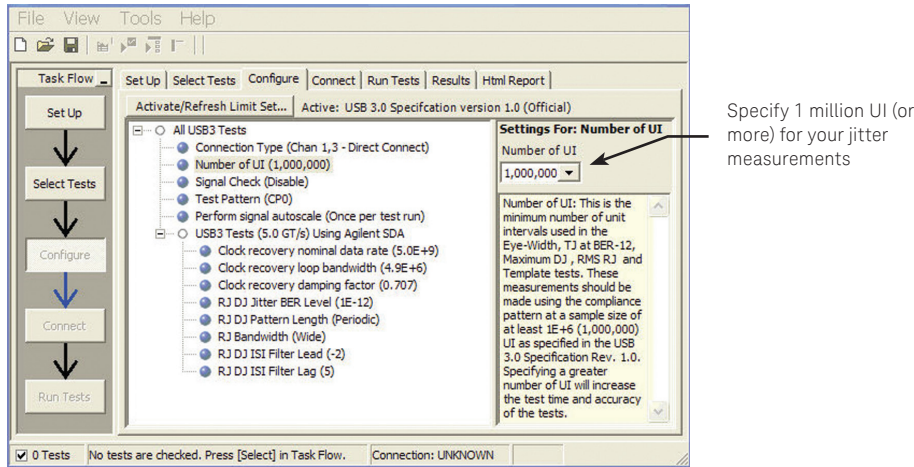 File View Tools Help
Task Flow
Set Up
Select Tests
Configure
Connect
Run Tests
Set Up Select Tests Configure Connect Run Tests Results Html Report
Activate/Refresh Limit Set... Active: USB 3.0 Specifcation version 1.0 (Official)
All USB3 Tests
Connection Type (Chan 1,3 - Direct Connect)
Number of UI (1,000,000)
Signal Check (Disable)
Test Pattern (CP0)
Perform signal autoscale (Once per test run)
USB3 Tests (5.0 GT/s) Using Agilent SDA
Clock recovery nominal data rate (5.0E+9)
Clock recovery loop bandwidth (4.9E+6)
Clock recovery damping factor (0.707)
RJ DJ Jitter BER Level (1E-12)
RJ DJ Pattern Length (Periodic)
RJ Bandwidth (Wide)
RJ DJ ISI Filter Lead (-2)
RJ DJ ISI Filter Lag (5)
Settings For: Number of UI
Number of UI
1,000,000
Number of UI: This is the
minimum number of unit
intervals used in the
Eye-Width, TJ at BER-12,
Maximum DJ , RMS RJ and
Template tests. These
measurements should be
made using the compliance
pattern at a sample size of
at least 1E+6 (1,000,000)
UI as specified in the USB
3.0 Specification Rev. 1.0.
Specifying a greater
number of UI will increase
the test time and accuracy
of the tests.
Specify 1 million UI (or
more) for your jitter
measurements
0 Tests No tests are checked. Press [Select] in Task Flow. Connection: UNKNOWN